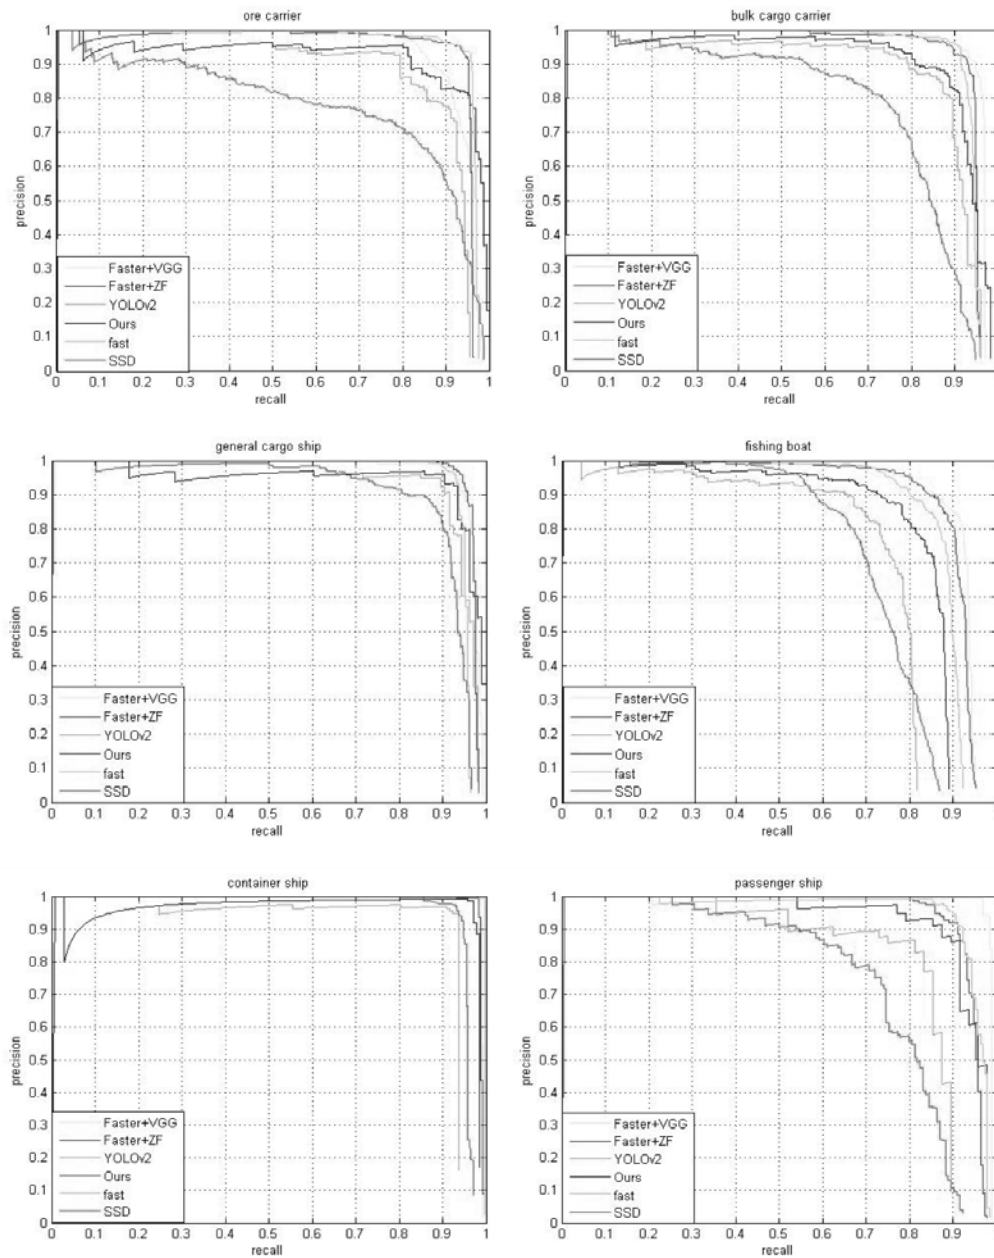 ore carrier
1
0.9
0.8
0.7
0.6
0.5
0.4
0.3
0.2
0.1
0
precision
Faster+VGG
Faster+ZF
YOLOv2
Ours
fast
SSD
0 0.1 0.2 0.3 0.4 0.5 0.6 0.7 0.8 0.9 1
recall
bulk cargo carrier
1
0.9
0.8
0.7
0.6
0.5
0.4
0.3
0.2
0.1
0
precision
Faster+VGG
Faster+ZF
YOLOv2
Ours
fast
SSD
0 0.1 0.2 0.3 0.4 0.5 0.6 0.7 0.8 0.9
recall
general cargo ship
1
0.9
0.8
0.7
0.6
0.5
0.4
0.3
0.2
0.1
0
precision
Faster+VGG
Faster+ZF
YOLOv2
Ours
fast
SSD
0 0.1 0.2 0.3 0.4 0.5 0.6 0.7 0.8 0.9 1
recall
fishing boat
1
0.9
0.8
0.7
0.6
0.5
0.4
0.3
0.2
0.1
0
precision
Faster+VGG
Faster+ZF
YOLOv2
Ours
fast
SSD
0 0.1 0.2 0.3 0.4 0.5 0.6 0.7 0.8 0.9
recall
container ship
1
0.9
0.8
0.7
0.6
0.5
0.4
0.3
0.2
0.1
0
precision
Faster+VGG
Faster+ZF
YOLOv2
Ours
fast
SSD
0 0.1 0.2 0.3 0.4 0.5 0.6 0.7 0.8 0.9 1
recall
passenger ship
1
0.9
0.8
0.7
0.6
0.5
0.4
0.3
0.2
0.1
0
precision
Faster+VGG
Faster+ZF
YOLOv2
Ours
fast
SSD
0 0.1 0.2 0.3 0.4 0.5 0.6 0.7 0.8 0.9
recall